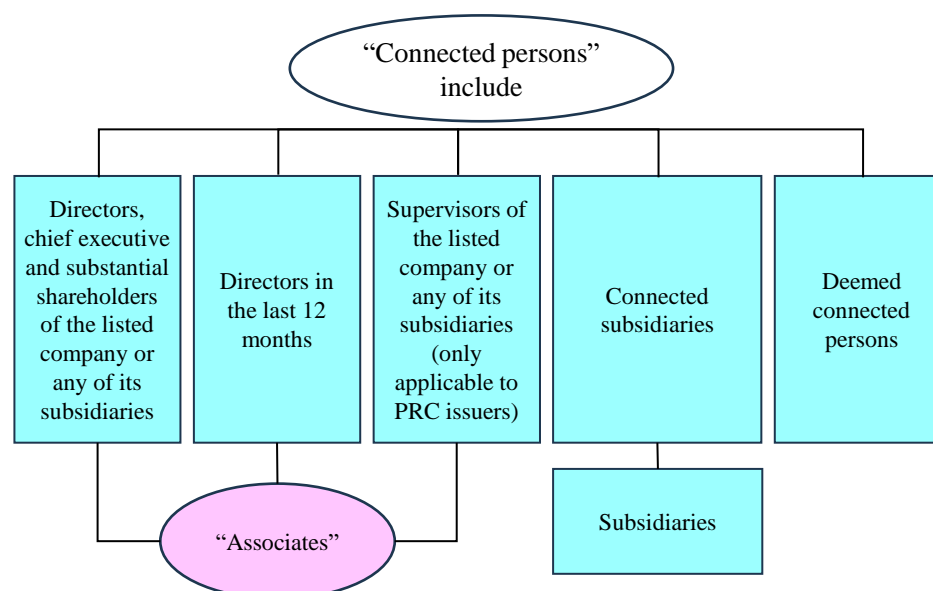 “Connected persons”
include
Directors,
chief executive
and substantial
shareholders
of the listed
company or
any of its
subsidiaries
Directors in
the last 12
months
Supervisors of
the listed
company or
any of its
subsidiaries
(only
applicable to
PRC issuers)
Connected
subsidiaries
Deemed
connected
persons
“Associates”
Subsidiaries